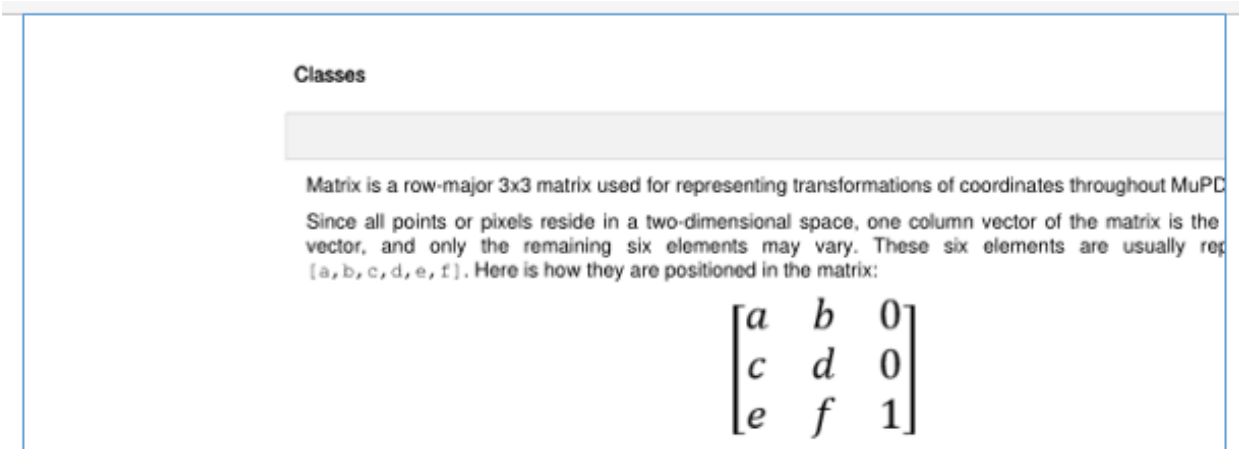 Classes
Matrix is a row-major 3x3 matrix used for representing transformations of coordinates throughout MuPD
Since all points or pixels reside in a two-dimensional space, one column vector of the matrix is the
vector, and only the remaining six elements may vary. These six elements are usually rep
[a,b,c,d,e,f]. Here is how they are positioned in the matrix:
a b 0
c d 0
e f 1